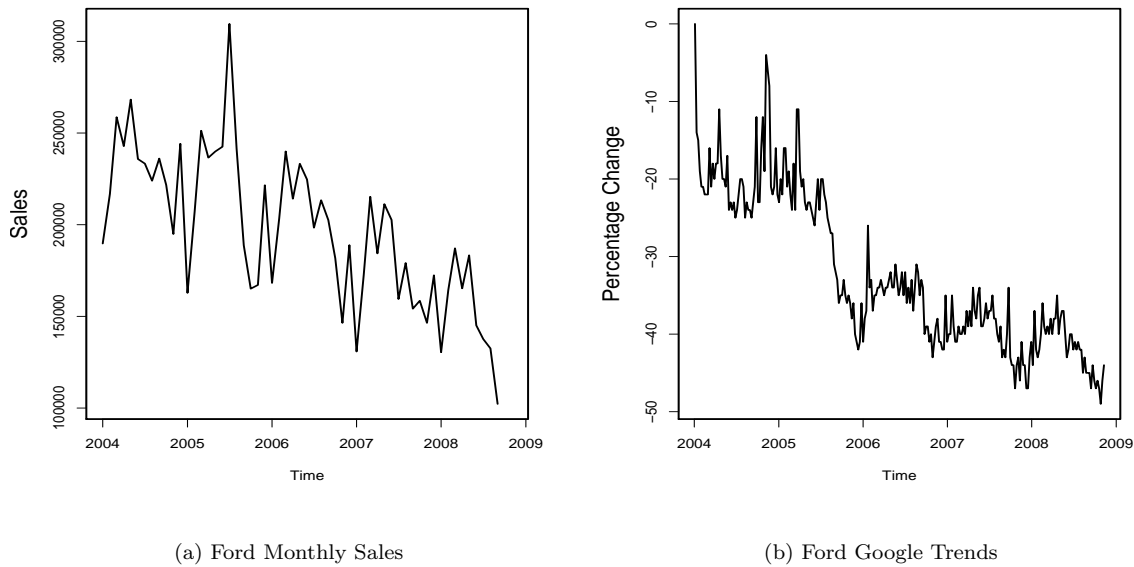 Sales
300000
250000
200000
150000
100000
2004 2005 2006 2007 2008 2009
Time
(a) Ford Monthly Sales
Percentage Change
0
-10
-20
-30
-40
-50
2004 2005 2006 2007 2008 2009
Time
(b) Ford Google Trends